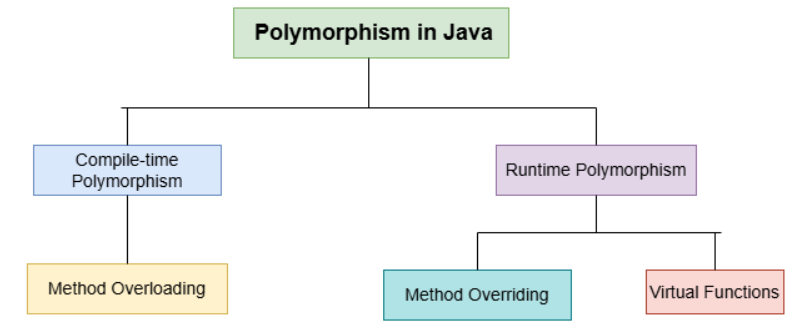 Polymorphism in Java
Compile-time
Polymorphism
Runtime Polymorphism
Method Overloading
Method Overriding
Virtual Functions